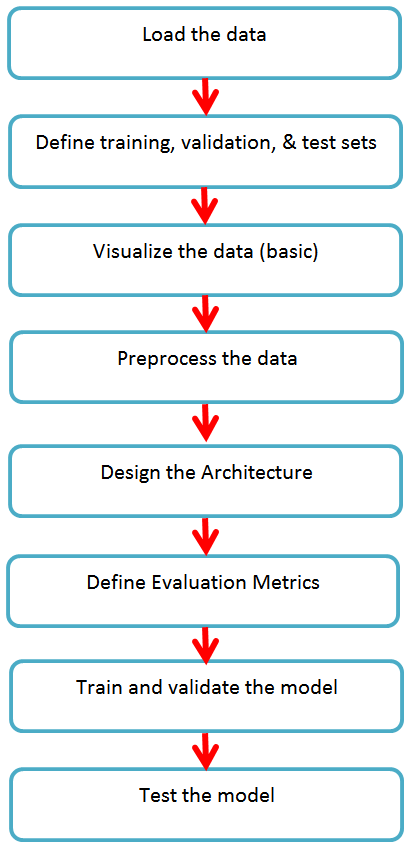 Load the data
Define training, validation, & test sets
Visualize the data (basic)
Preprocess the data
Design the Architecture
Define Evaluation Metrics
Train and validate the model
Test the model